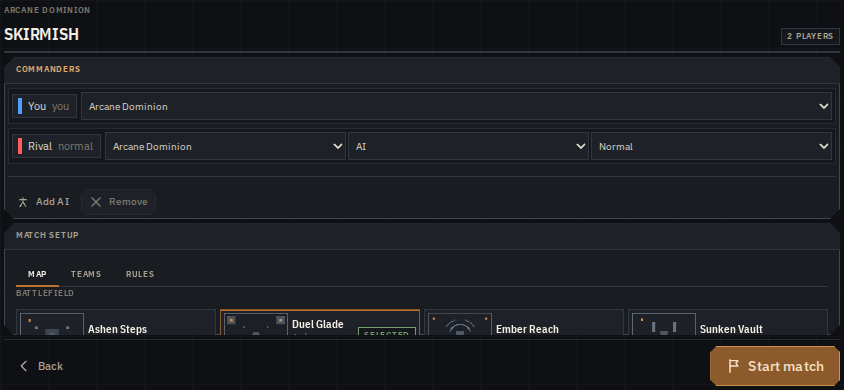 ARCANE DOMINION
SKIRMISH
2 PLAYERS
COMMANDERS
You you Arcane Dominion
Rival normal Arcane Dominion AI Normal
Add AI Remove
MATCH SETUP
MAP TEAMS RULES
BATTLEFIELD
Ashen Steps Duel Glade Ember Reach Sunken Vault
SELECTED
Back Start match